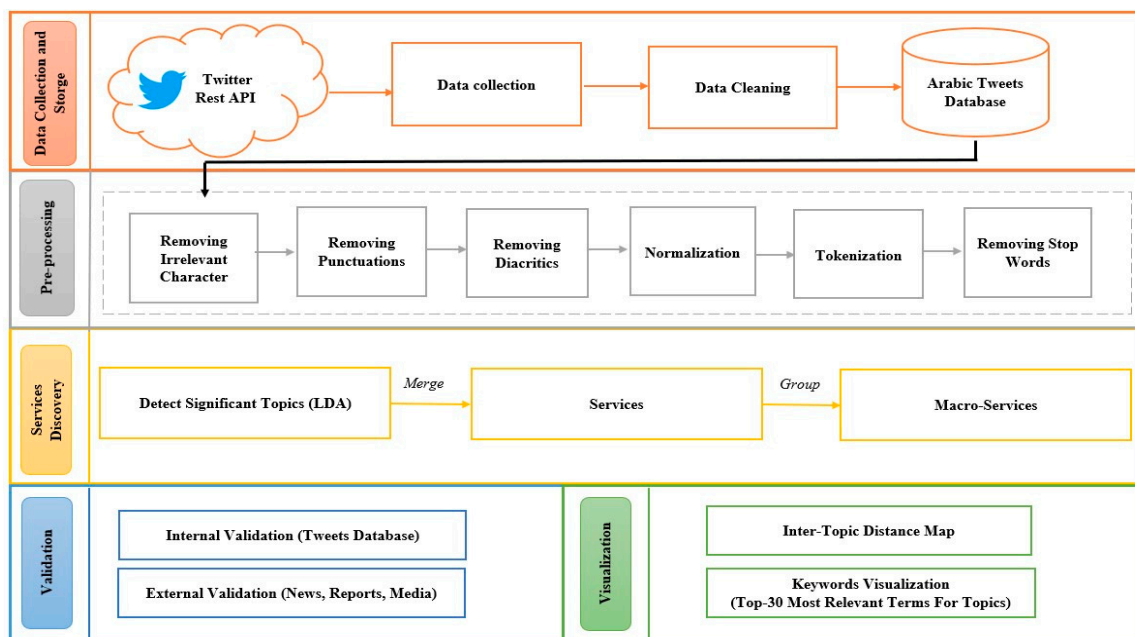 Data Collection and
Storge
Twitter
Rest API
Data collection
Data Cleaning
Arabic Tweets
Database
Pre-processing
Removing
Irrelevant
Character
Removing
Punctuations
Removing
Diacritics
Normalization
Tokenization
Removing Stop
Words
Services
Discovery
Detect Significant Topics (LDA)
Merge
Services
Group
Macro-Services
Validation
Internal Validation (Tweets Database)
External Validation (News, Reports, Media)
Visualization
Inter-Topic Distance Map
Keywords Visualization
(Top-30 Most Relevant Terms For Topics)